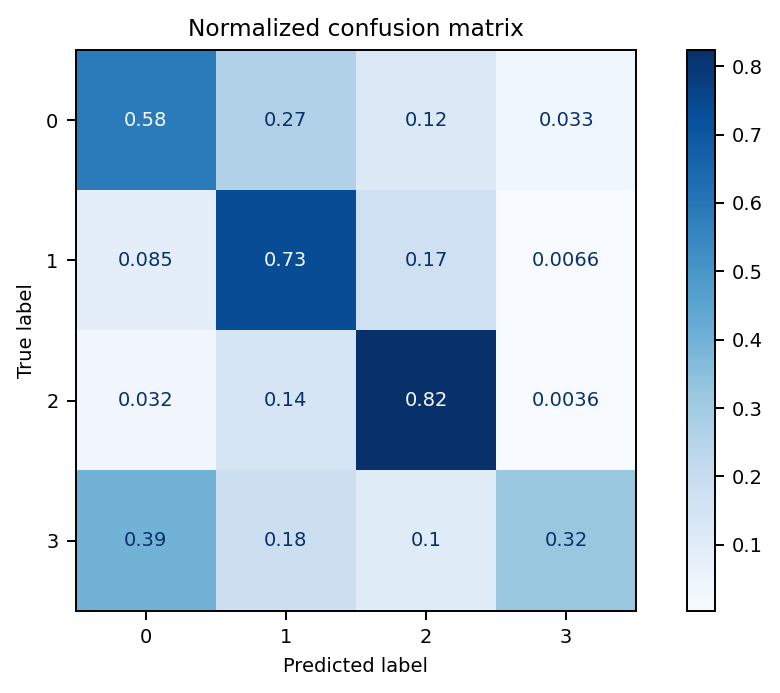 Normalized confusion matrix
True label
0
0.58 0.27 0.12 0.033
1
0.085 0.73 0.17 0.0066
2
0.032 0.14 0.82 0.0036
3
0.39 0.18 0.1 0.32
0 1 2 3
Predicted label
0.8
0.7
0.6
0.5
0.4
0.3
0.2
0.1